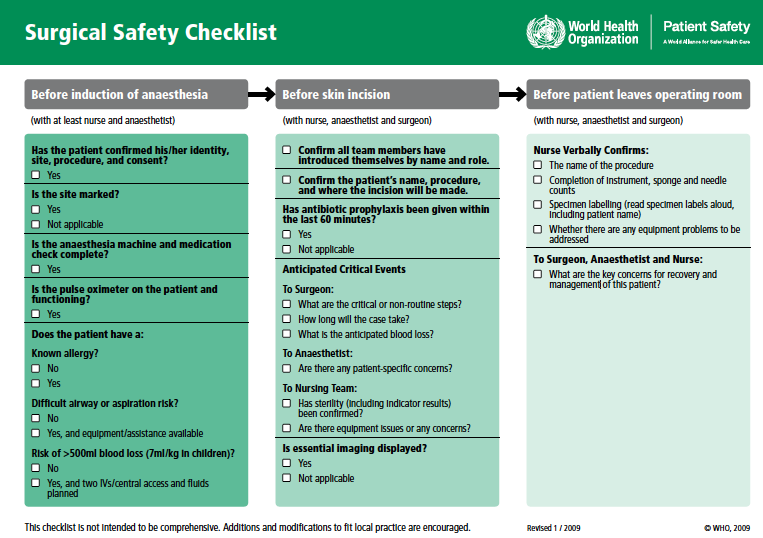 Surgical Safety Checklist
World Health
Organization
Patient Safety
A World Alliance for Safer Health Care
Before induction of anaesthesia
(with at least nurse and anaesthetist)
Has the patient confirmed his/her identity,
site, procedure, and consent?
Yes
Is the site marked?
Yes
Not applicable
Is the anaesthesia machine and medication
check complete?
Yes
Is the pulse oximeter on the patient and
functioning?
Yes
Does the patient have a:
Known allergy?
No
Yes
Difficult airway or aspiration risk?
No
Yes, and equipment/assistance available
Risk of >500ml blood loss (7ml/kg in children)?
No
Yes, and two IVs/central access and fluids
planned
Before skin incision
(with nurse, anaesthetist and surgeon)
Confirm all team members have
introduced themselves by name and role.
Confirm the patient's name, procedure,
and where the incision will be made.
Has antibiotic prophylaxis been given within
the last 60 minutes?
Yes
Not applicable
Anticipated Critical Events
To Surgeon:
What are the critical or non-routine steps?
How long will the case take?
What is the anticipated blood loss?
To Anaesthetist:
Are there any patient-specific concerns?
To Nursing Team:
Has sterility (including indicator results)
been confirmed?
Are there equipment issues or any concerns?
Is essential imaging displayed?
Yes
Not applicable
Before patient leaves operating room
(with nurse, anaesthetist and surgeon)
Nurse Verbally Confirms:
The name of the procedure
Completion of instrument, sponge and needle
counts
Specimen labelling (read specimen labels aloud,
including patient name)
Whether there are any equipment problems to be
addressed
To Surgeon, Anaesthetist and Nurse:
What are the key concerns for recovery and
management of this patient?
This checklist is not intended to be comprehensive. Additions and modifications to fit local practice are encouraged.
Revised 1 / 2009
© WHO, 2009